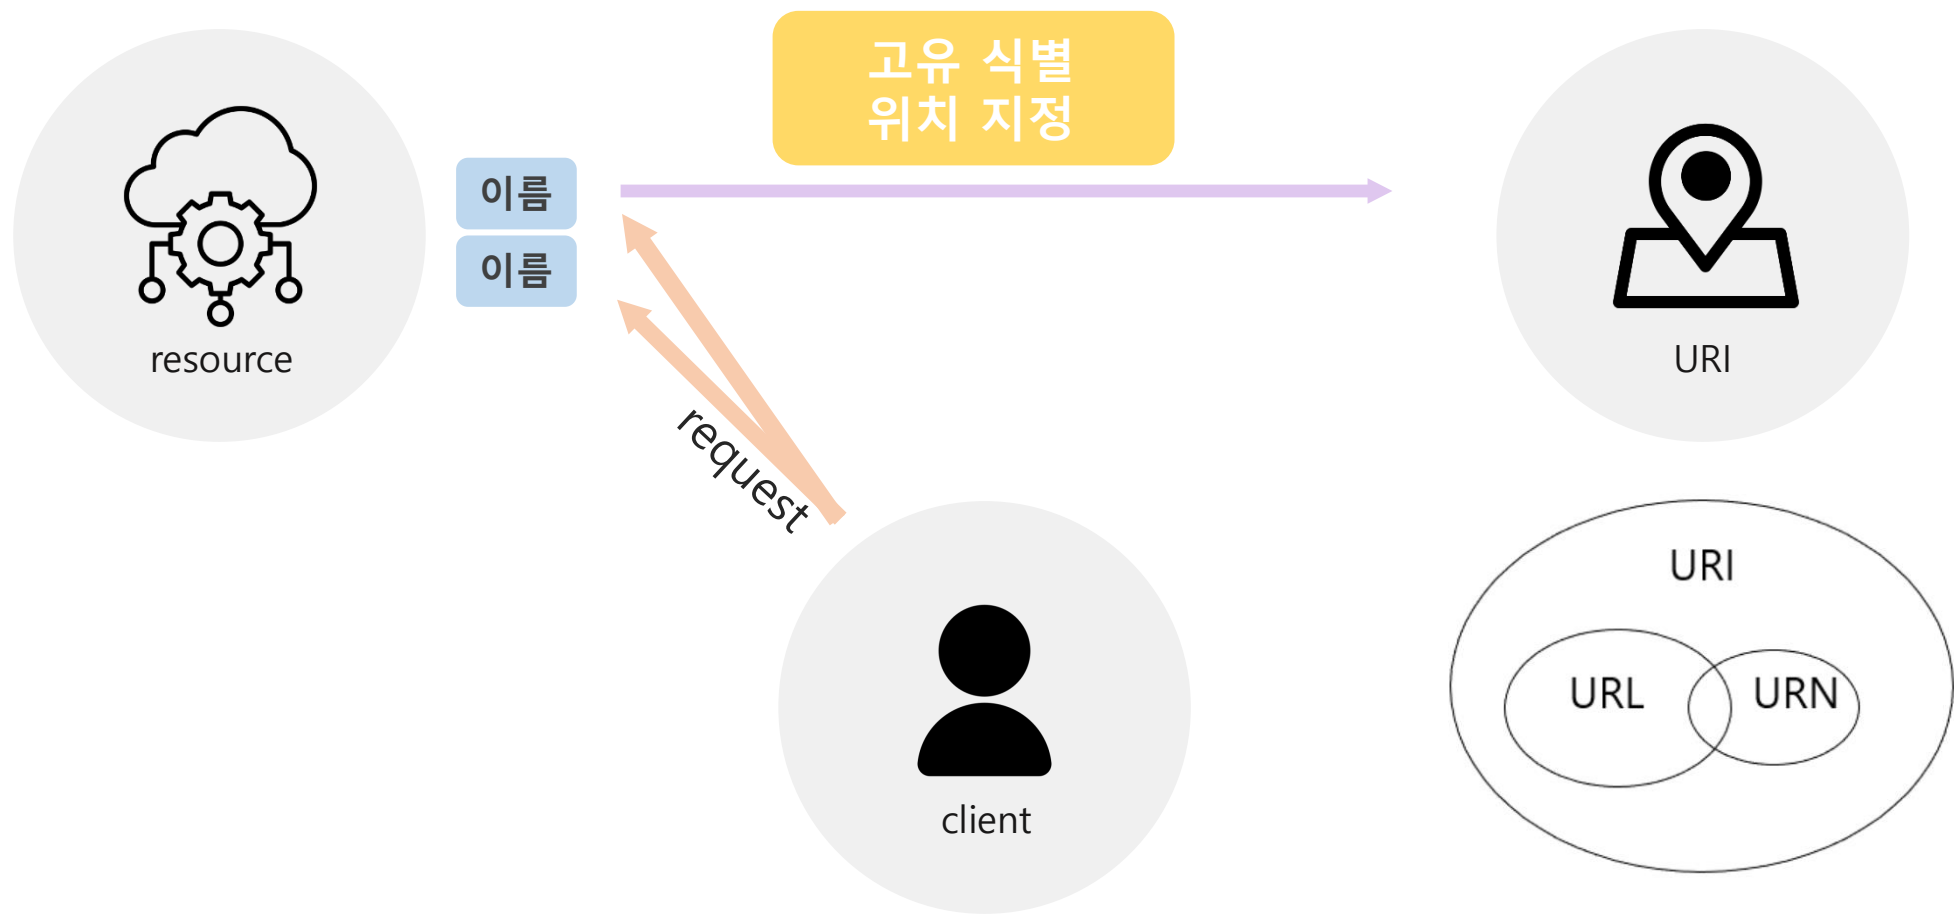 고유 식별
위치 지정
이름
이름
resource
URI
request
client
URI
URL
URN